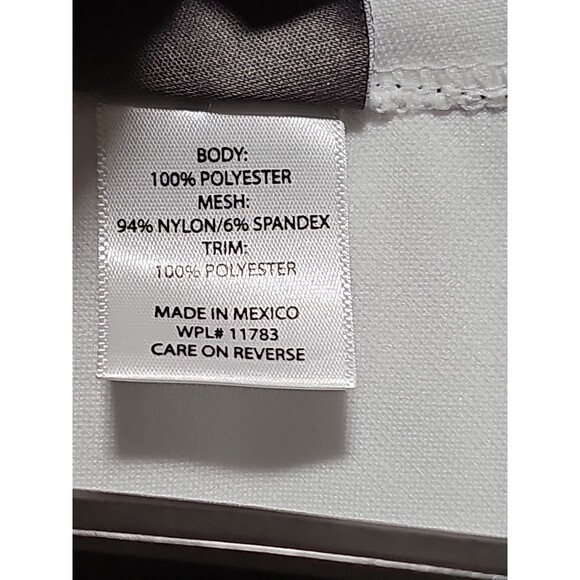 BODY:
100% POLYESTER
MESH:
94% NYLON/6% SPANDEX
TRIM:
100% POLYESTER
MADE IN MEXICO
WPL# 11783
CARE ON REVERSE